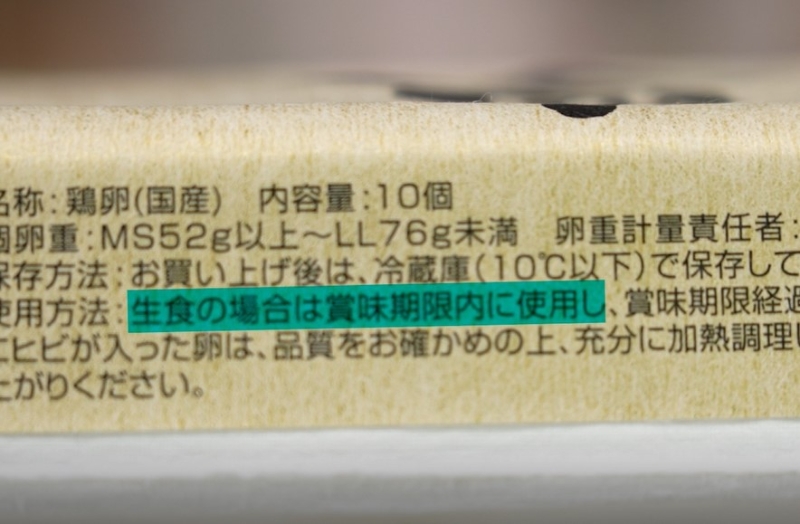 名称:鶏卵(国産) 内容量:10個
個卵重:MS52g以上～LL76g未満 卵重計量責任者:
保存方法:お買い上げ後は、冷蔵庫(10℃以下)で保存して
使用方法:生食の場合は賞味期限内に使用し、賞味期限経過
にヒビが入った卵は、品質をお確かめの上、充分に加熱調理し
上がりください。